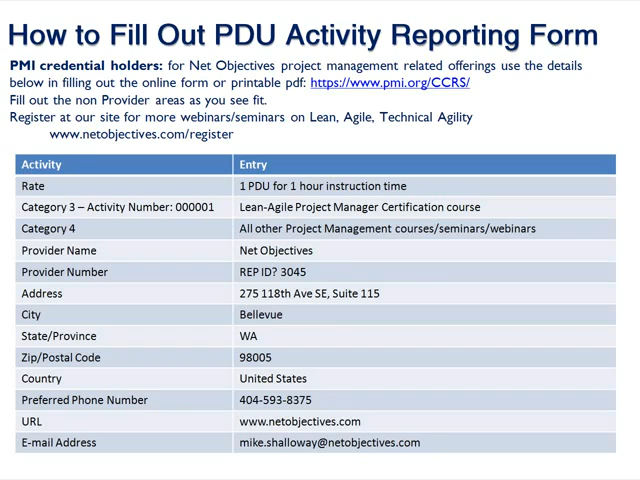 How to Fill Out PDU Activity Reporting Form
PMI credential holders: for Net Objectives project management related offerings use the details
below in filling out the online form or printable pdf: https://www.pmi.org/CCRS/
Fill out the non Provider areas as you see fit.
Register at our site for more webinars/seminars on Lean, Agile, Technical Agility
www.netobjectives.com/register
Activity Entry
Rate 1 PDU for 1 hour instruction time
Category 3 – Activity Number: 000001 Lean-Agile Project Manager Certification course
Category 4 All other Project Management courses/seminars/webinars
Provider Name Net Objectives
Provider Number REP ID? 3045
Address 275 118th Ave SE, Suite 115
City Bellevue
State/Province WA
Zip/Postal Code 98005
Country United States
Preferred Phone Number 404-593-8375
URL www.netobjectives.com
E-mail Address mike.shalloway@netobjectives.com